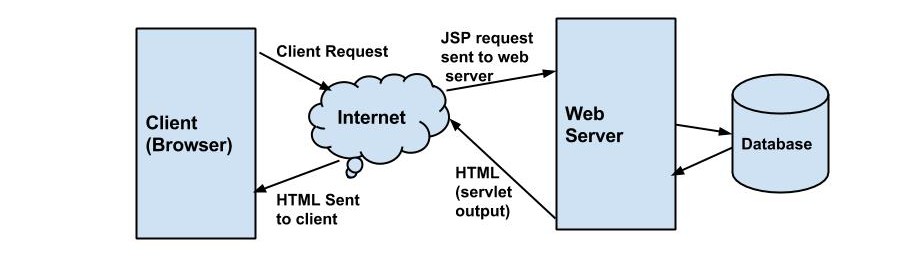 Client Request
JSP request
sent to web
server
Client
(Browser)
Internet
Web
Server
Database
HTML
(servlet
output)
HTML Sent
to client